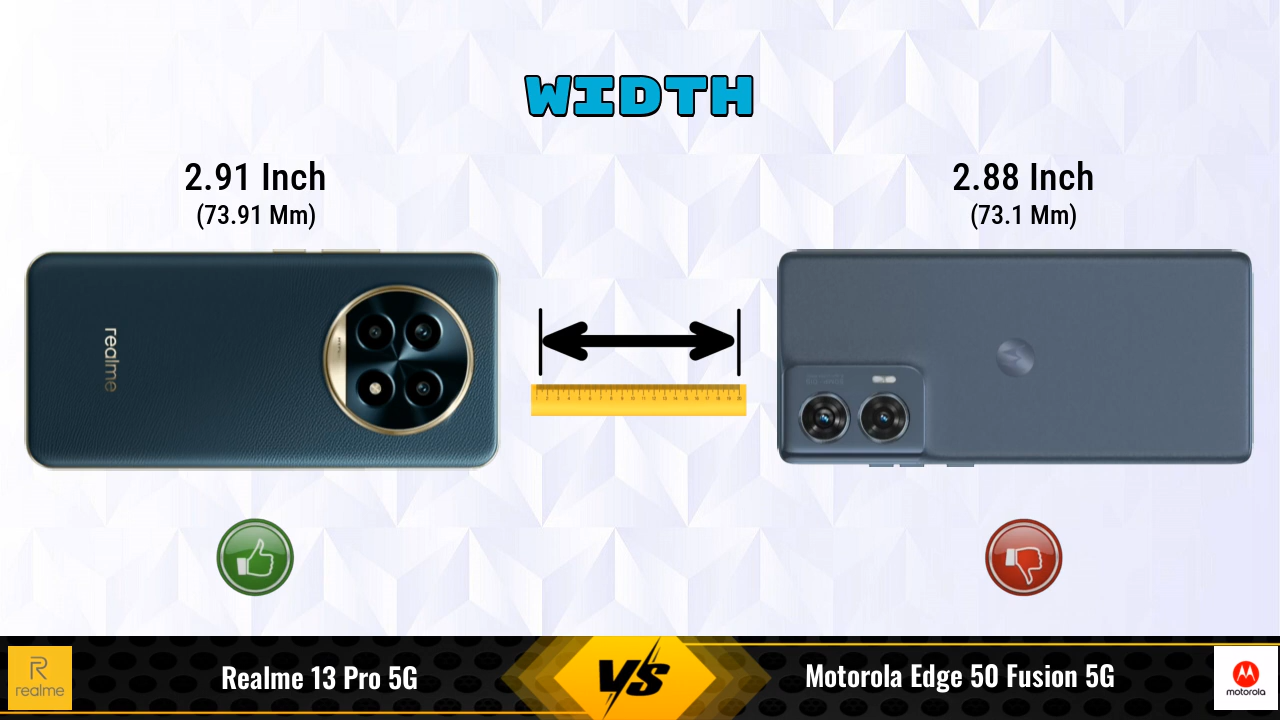 WIDTH
2.91 Inch
(73.91 Mm)
2.88 Inch
(73.1 Mm)
realme
Realme 13 Pro 5G
VS
Motorola Edge 50 Fusion 5G
realme
motorola